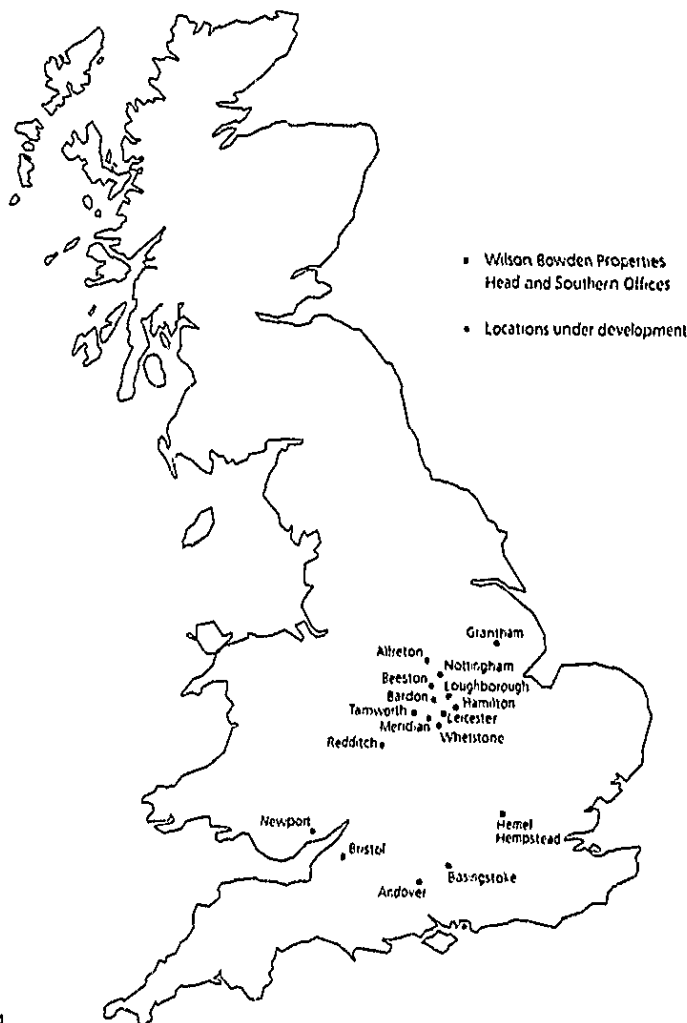 Wilson Bowden Properties
Head and Southern Offices
Locations under development
Grantham
Alfreton
Nottingham
Beeston
Loughborough
Bardon
Hamilton
Tamworth
Leicester
Meridian
Whetstone
Redditch
Newport
Hemel
Hempstead
Bristol
Basingstoke
Andover